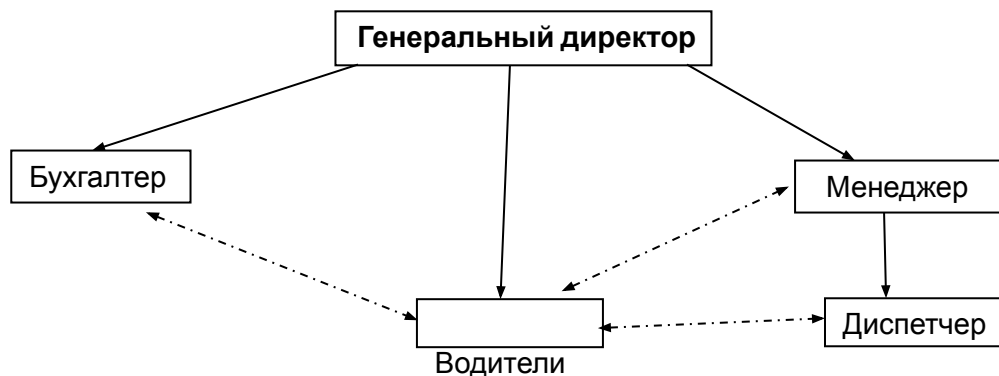 Генеральный директор
Бухгалтер
Менеджер
Диспетчер
Водители